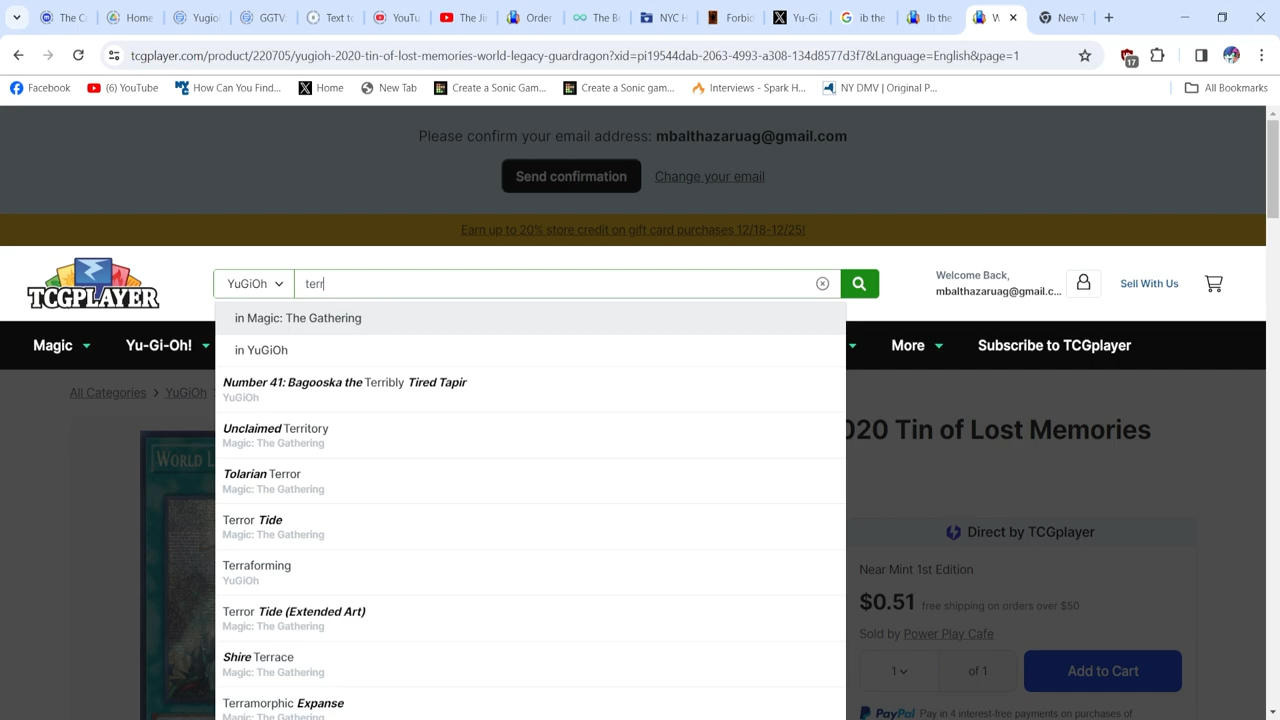 The C
Home
Yugiol
GGTV
Text to
YouTu
The Jir
Order
The Be
NYC H
Forbic
Yu-Gi
ib the
Ib the
W
New T
tcgplayer.com/product/220705/yugioh-2020-tin-of-lost-memories-world-legacy-guardragon?xid=pi19544dab-2063-4993-a308-134d8577d3f7&Language=English&page=1
17
Facebook
(6) YouTube
How Can You Find...
Home
New Tab
Create a Sonic Gam...
Create a Sonic gam...
Interviews - Spark H...
NY DMV | Original P...
All Bookmarks
Please confirm your email address: mbalthazaruag@gmail.com
Send confirmation
Change your email
Earn up to 20% store credit on gift card purchases 12/18-12/25!
TCGPLAYER
YuGiOh
terr
Welcome Back,
mbalthazaruag@gmail.c...
Sell With Us
in Magic: The Gathering
in YuGiOh
Magic
Yu-Gi-Oh!
More
Subscribe to TCGplayer
All Categories
YuGiOh
Number 41: Bagooska the Terribly Tired Tapir
YuGiOh
Unclaimed Territory
Magic: The Gathering
Tolarian Terror
Magic: The Gathering
Terror Tide
Magic: The Gathering
Terraforming
YuGiOh
Terror Tide (Extended Art)
Magic: The Gathering
Shire Terrace
Magic: The Gathering
Terramorphic Expanse
Magic: The Gathering
World L
020 Tin of Lost Memories
Direct by TCGplayer
Near Mint 1st Edition
$0.51 free shipping on orders over $50
Sold by Power Play Cafe
1
of 1
Add to Cart
PayPal Pay in 4 interest-free payments on purchases of